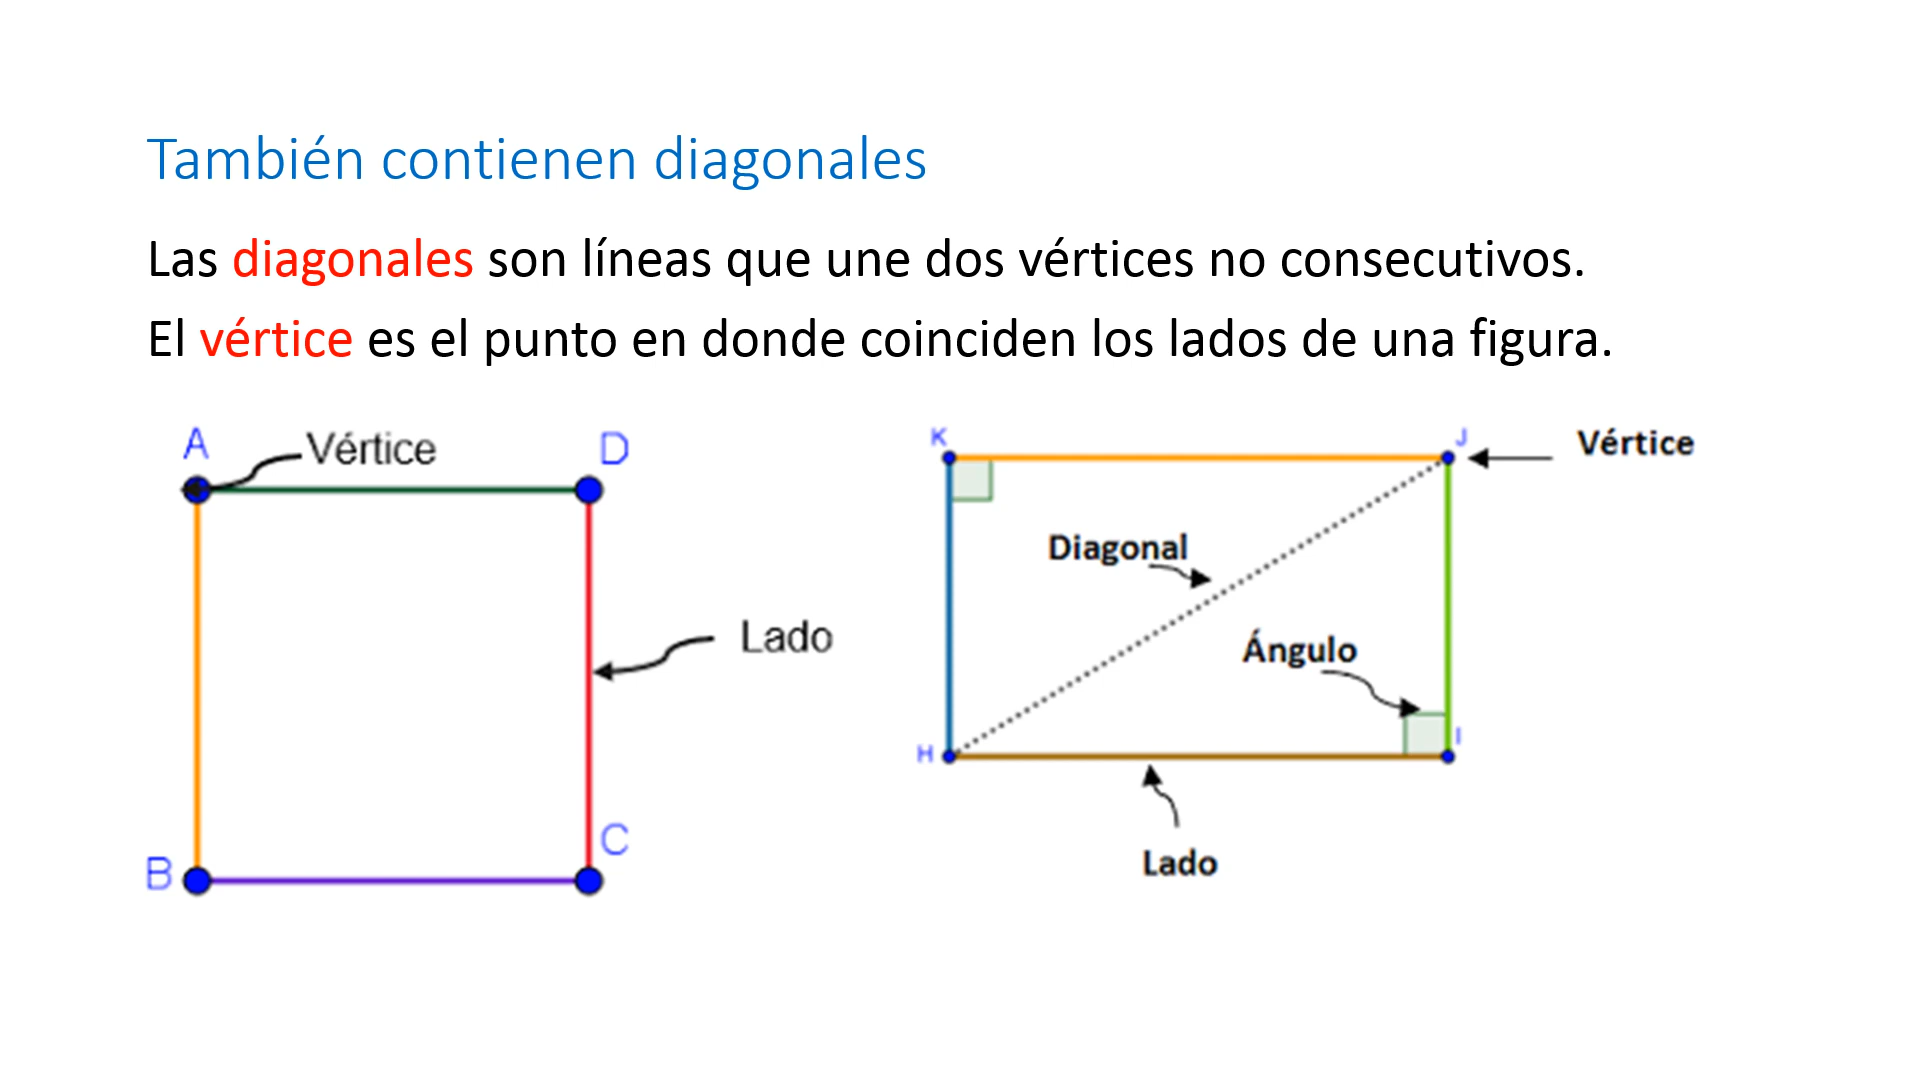 También contienen diagonales
Las diagonales son líneas que une dos vértices no consecutivos.
El vértice es el punto en donde coinciden los lados de una figura.
A
Vértice
D
Lado
B
C
K
J
Vértice
Diagonal
Ángulo
H
I
Lado